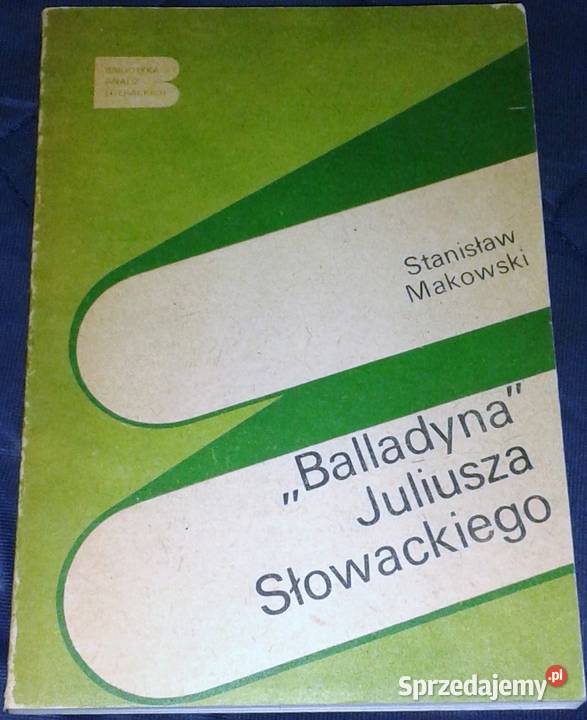 BIBLIOTEKA
ANALIZ
LITERACKICH
Stanisław
Makowski
„Balladyna”
Juliusza
Słowackiego
Sprzedajemy.pl